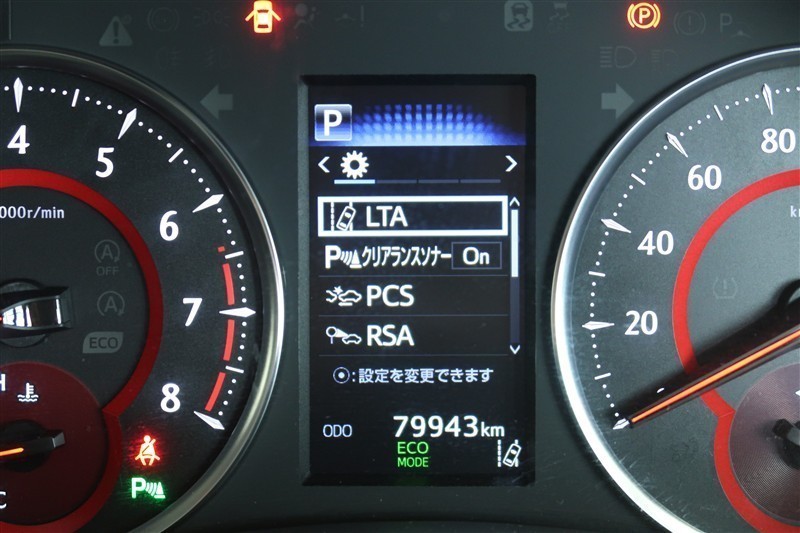 P
LTA
P クリアランスソナー On
PCS
RSA
:設定を変更できます
ODO 79943km
ECO
MODE
4
5
6
7
8
000r/min
OFF
A
ECO
H
C
P
20
40
60
80
km
P